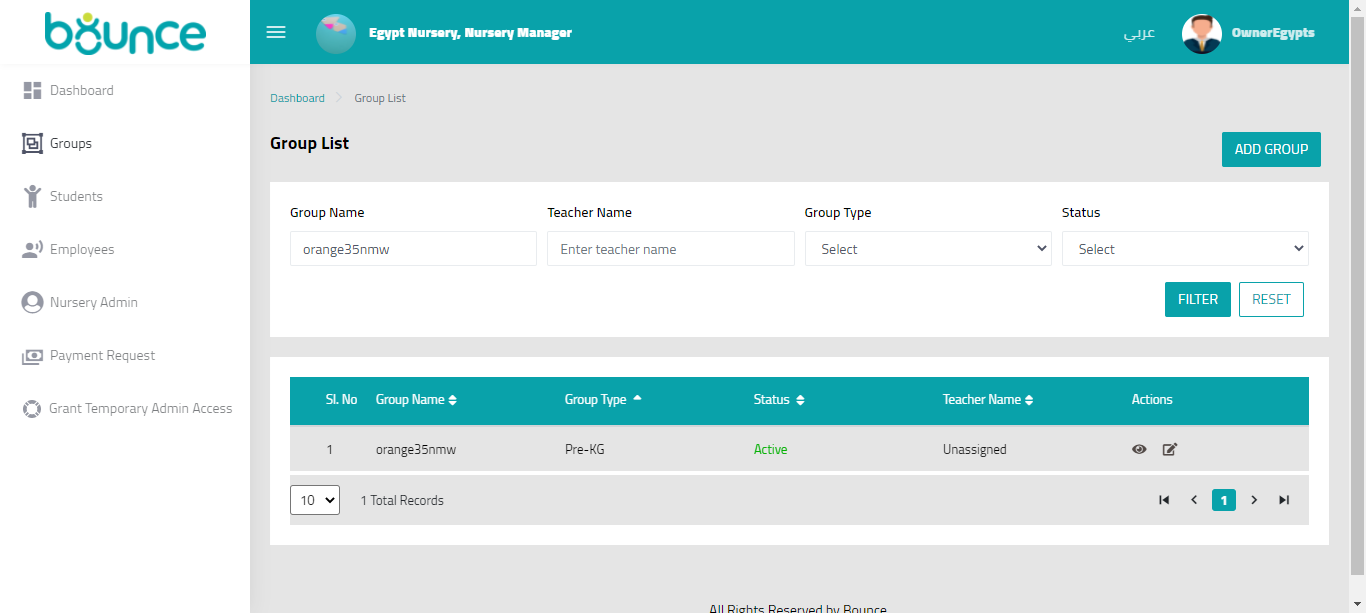 bounce
Egypt Nursery, Nursery Manager
عربي
OwnerEgypts
Dashboard
Groups
Students
Employees
Nursery Admin
Payment Request
Grant Temporary Admin Access
Dashboard > Group List
Group List
ADD GROUP
Group Name Teacher Name Group Type Status
orange35nmw Enter teacher name Select Select
FILTER RESET
Sl. No Group Name Group Type Status Teacher Name Actions
1 orange35nmw Pre-KG Active Unassigned
10 1 Total Records 1
All Rights Reserved by Bounce